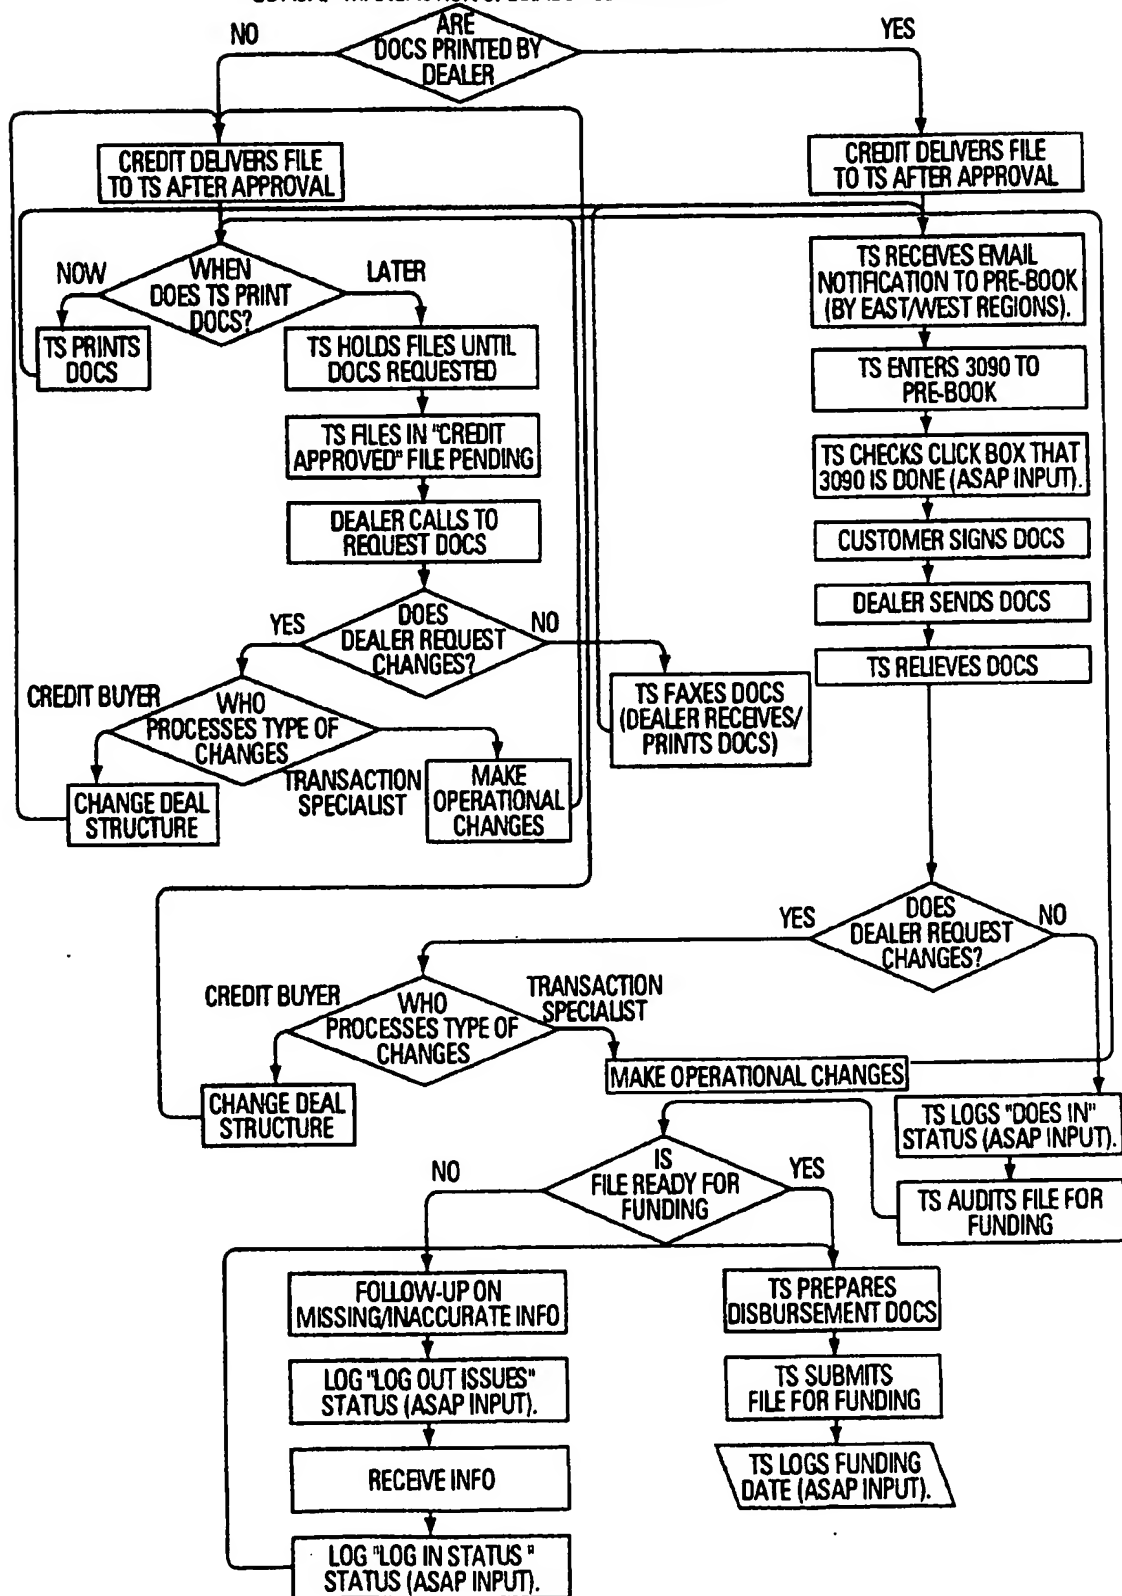 ARE
DOCS PRINTED BY
DEALER
NO
YES
CREDIT DELIVERS FILE
TO TS AFTER APPROVAL
CREDIT DELIVERS FILE
TO TS AFTER APPROVAL
WHEN
DOES TS PRINT
DOCS?
NOW
LATER
TS PRINTS
DOCS
TS HOLDS FILES UNTIL
DOCS REQUESTED
TS FILES IN "CREDIT
APPROVED" FILE PENDING
DEALER CALLS TO
REQUEST DOCS
DOES
DEALER REQUEST
CHANGES?
YES
NO
TS FAXES DOCS
(DEALER RECEIVES/
PRINTS DOCS)
CREDIT BUYER
WHO
PROCESSES TYPE OF
CHANGES
TRANSACTION
SPECIALIST
CHANGE DEAL
STRUCTURE
MAKE
OPERATIONAL
CHANGES
TS RECEIVES EMAIL
NOTIFICATION TO PRE-BOOK
(BY EAST/WEST REGIONS).
TS ENTERS 3090 TO
PRE-BOOK
TS CHECKS CLICK BOX THAT
3090 IS DONE (ASAP INPUT).
CUSTOMER SIGNS DOCS
DEALER SENDS DOCS
TS RELIEVES DOCS
DOES
DEALER REQUEST
CHANGES?
YES
NO
CREDIT BUYER
WHO
PROCESSES TYPE OF
CHANGES
TRANSACTION
SPECIALIST
CHANGE DEAL
STRUCTURE
MAKE OPERATIONAL CHANGES
TS LOGS "DOES IN"
STATUS (ASAP INPUT).
TS AUDITS FILE FOR
FUNDING
IS
FILE READY FOR
FUNDING
NO
YES
FOLLOW-UP ON
MISSING/INACCURATE INFO
LOG "LOG OUT ISSUES"
STATUS (ASAP INPUT).
RECEIVE INFO
LOG "LOG IN STATUS "
STATUS (ASAP INPUT).
TS PREPARES
DISBURSEMENT DOCS
TS SUBMITS
FILE FOR FUNDING
TS LOGS FUNDING
DATE (ASAP INPUT).